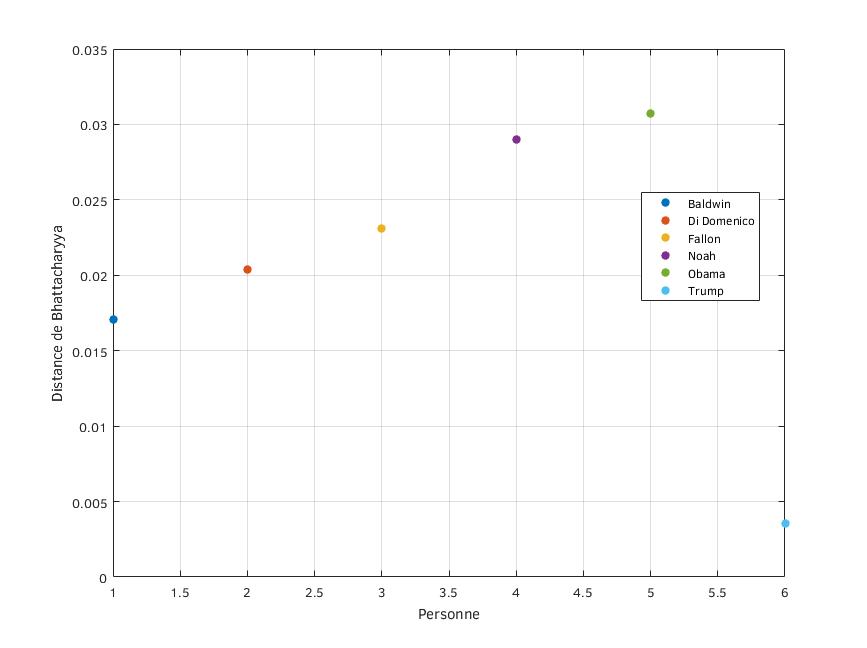 0.035
0.03
0.025
0.02
0.015
0.01
0.005
0
Distance de Bhattacharyya
Baldwin
Di Domenico
Fallon
Noah
Obama
Trump
1 1.5 2 2.5 3 3.5 4 4.5 5 5.5 6
Personne